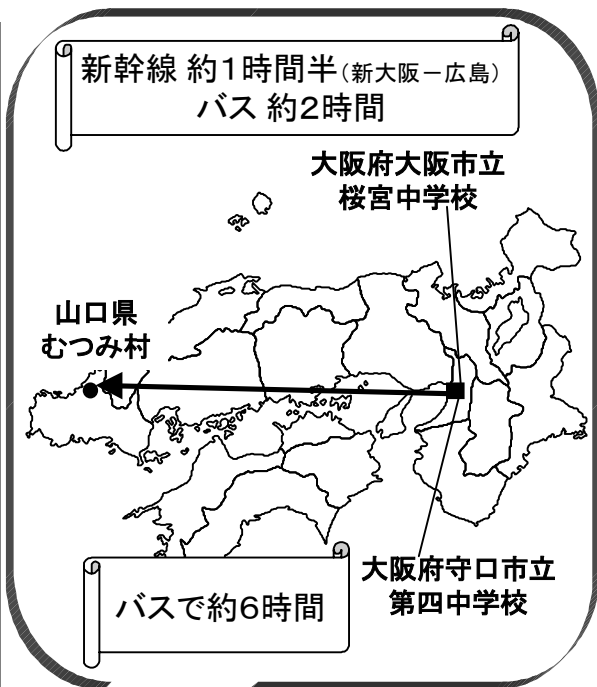 新幹線 約１時間半（新大阪－広島）
バス 約２時間
大阪府大阪市立
桜宮中学校
山口県
むつみ村
大阪府守口市立
第四中学校
バスで約６時間